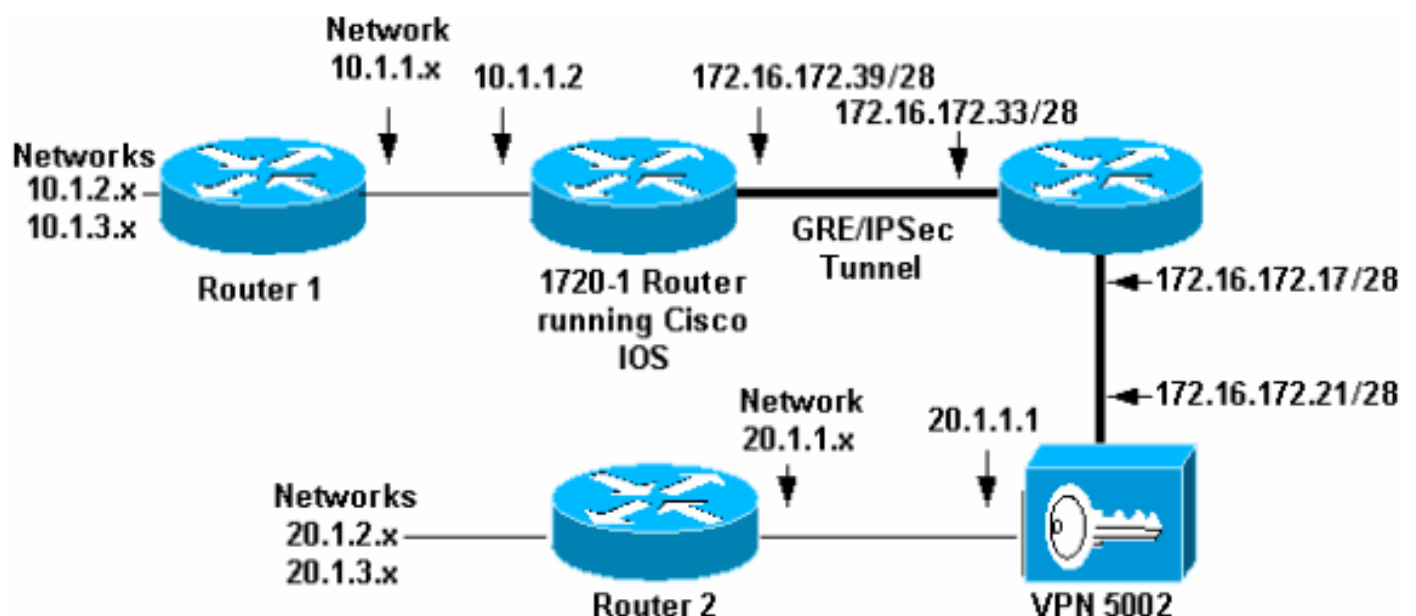 Network
10.1.1.x
10.1.1.2
172.16.172.39/28
172.16.172.33/28
Networks
10.1.2.x
10.1.3.x
Router 1
1720-1 Router
running Cisco
IOS
GRE/IPSec
Tunnel
172.16.172.17/28
172.16.172.21/28
Network
20.1.1.x
20.1.1.1
Networks
20.1.2.x
20.1.3.x
Router 2
VPN 5002